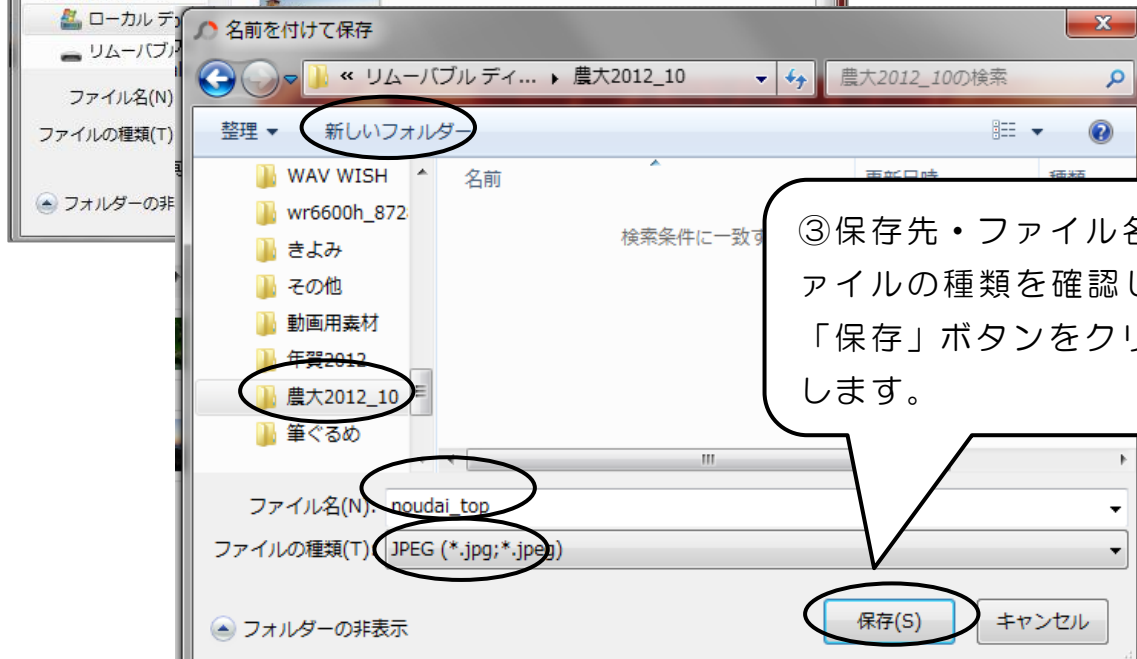 ローカル デ
リムーバブル
ファイル名(N)
ファイルの種類(T)
フォルダーの非
名前を付けて保存
« リムーバブル ディ... ▸ 農大2012_10
農大2012_10の検索
整理 ▼ 新しいフォルダー
WAV WISH
wr6600h_872
きよみ
その他
動画用素材
年賀2012
農大2012_10
筆ぐるめ
名前
更新日時
種類
検索条件に一致す
③保存先・ファイル名
ァイルの種類を確認し
「保存」ボタンをクリ
します。
ファイル名(N): noudai_top
ファイルの種類(T): JPEG (*.jpg;*.jpeg)
フォルダーの非表示
保存(S)
キャンセル